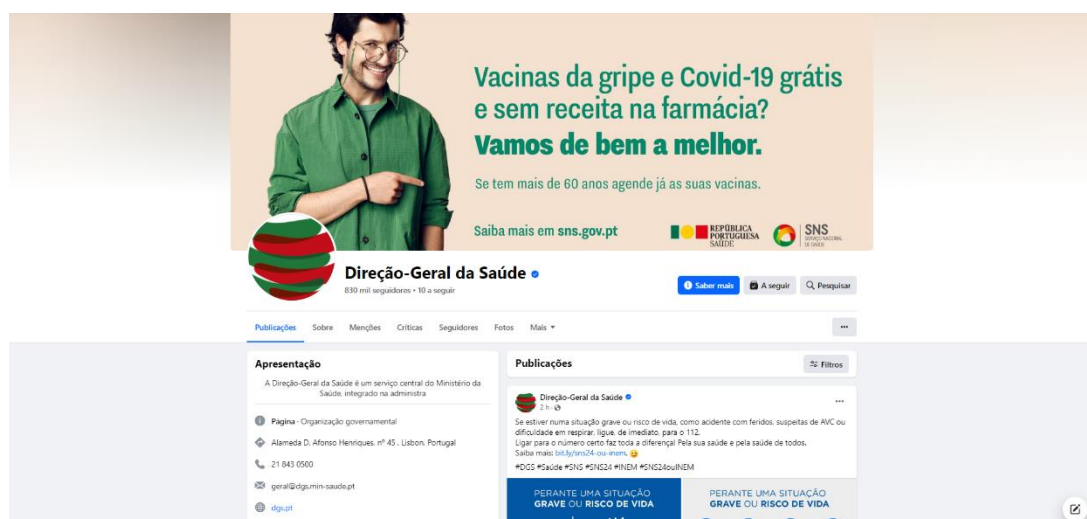 Vacinas da gripe e Covid-19 grátis
e sem receita na farmácia?
Vamos de bem a melhor.
Se tem mais de 60 anos agende já as suas vacinas.
Saiba mais em sns.gov.pt
REPÚBLICA
PORTUGUESA
SAÚDE
SNS
SERVIÇO NACIONAL
DE SAÚDE
Direção-Geral da Saúde
830 mil seguidores • 10 a seguir
Saber mais
A seguir
Pesquisar
Publicações Sobre Menções Críticas Seguidores Fotos Mais
Apresentação
A Direção-Geral da Saúde é um serviço central do Ministério da
Saúde, integrado na administra
Página · Organização governamental
Alameda D. Afonso Henriques, nº 45 , Lisbon, Portugal
21 843 0500
geral@dgs.min-saude.pt
dgs.pt
Publicações
Filtros
Direção-Geral da Saúde
2 h ·
Se estiver numa situação grave ou risco de vida, como acidente com feridos, suspeitas de AVC ou
dificuldade em respirar, ligue, de imediato, para o 112.
Ligar para o número certo faz toda a diferença! Pela sua saúde e pela saúde de todos.
Saiba mais: bit.ly/sns24-ou-inem.
#DGS #Saúde #SNS #SNS24 #INEM #SNS24ouINEM
PERANTE UMA SITUAÇÃO
GRAVE OU RISCO DE VIDA
PERANTE UMA SITUAÇÃO
GRAVE OU RISCO DE VIDA